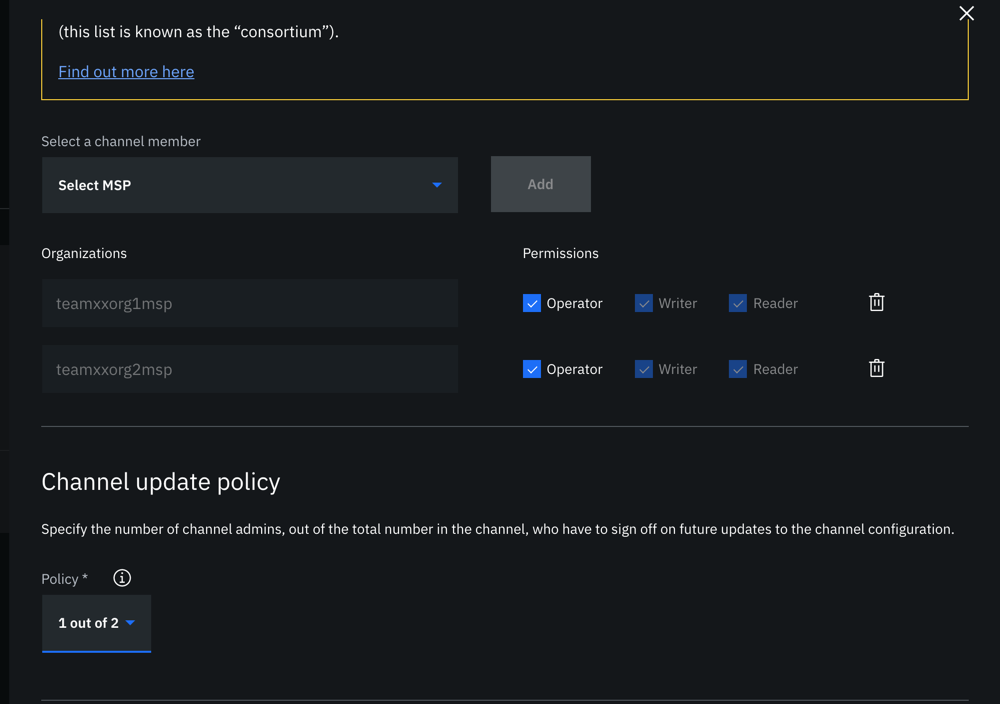 (this list is known as the “consortium”).
Find out more here
Select a channel member
Select MSP
Add
Organizations
Permissions
teamxxorg1msp
Operator
Writer
Reader
teamxxorg2msp
Operator
Writer
Reader
Channel update policy
Specify the number of channel admins, out of the total number in the channel, who have to sign off on future updates to the channel configuration.
Policy *
1 out of 2